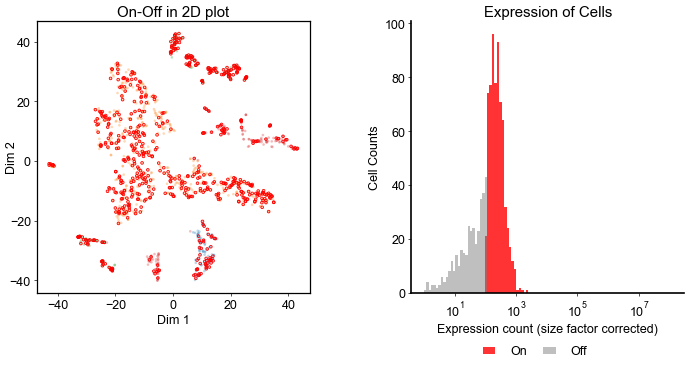 On-Off in 2D plot
Dim 2
40
20
0
−20
−40
−40 −20 0 20 40
Dim 1
Expression of Cells
Cell Counts
100
80
60
40
20
0
10¹ 10³ 10⁵ 10⁷
Expression count (size factor corrected)
On Off